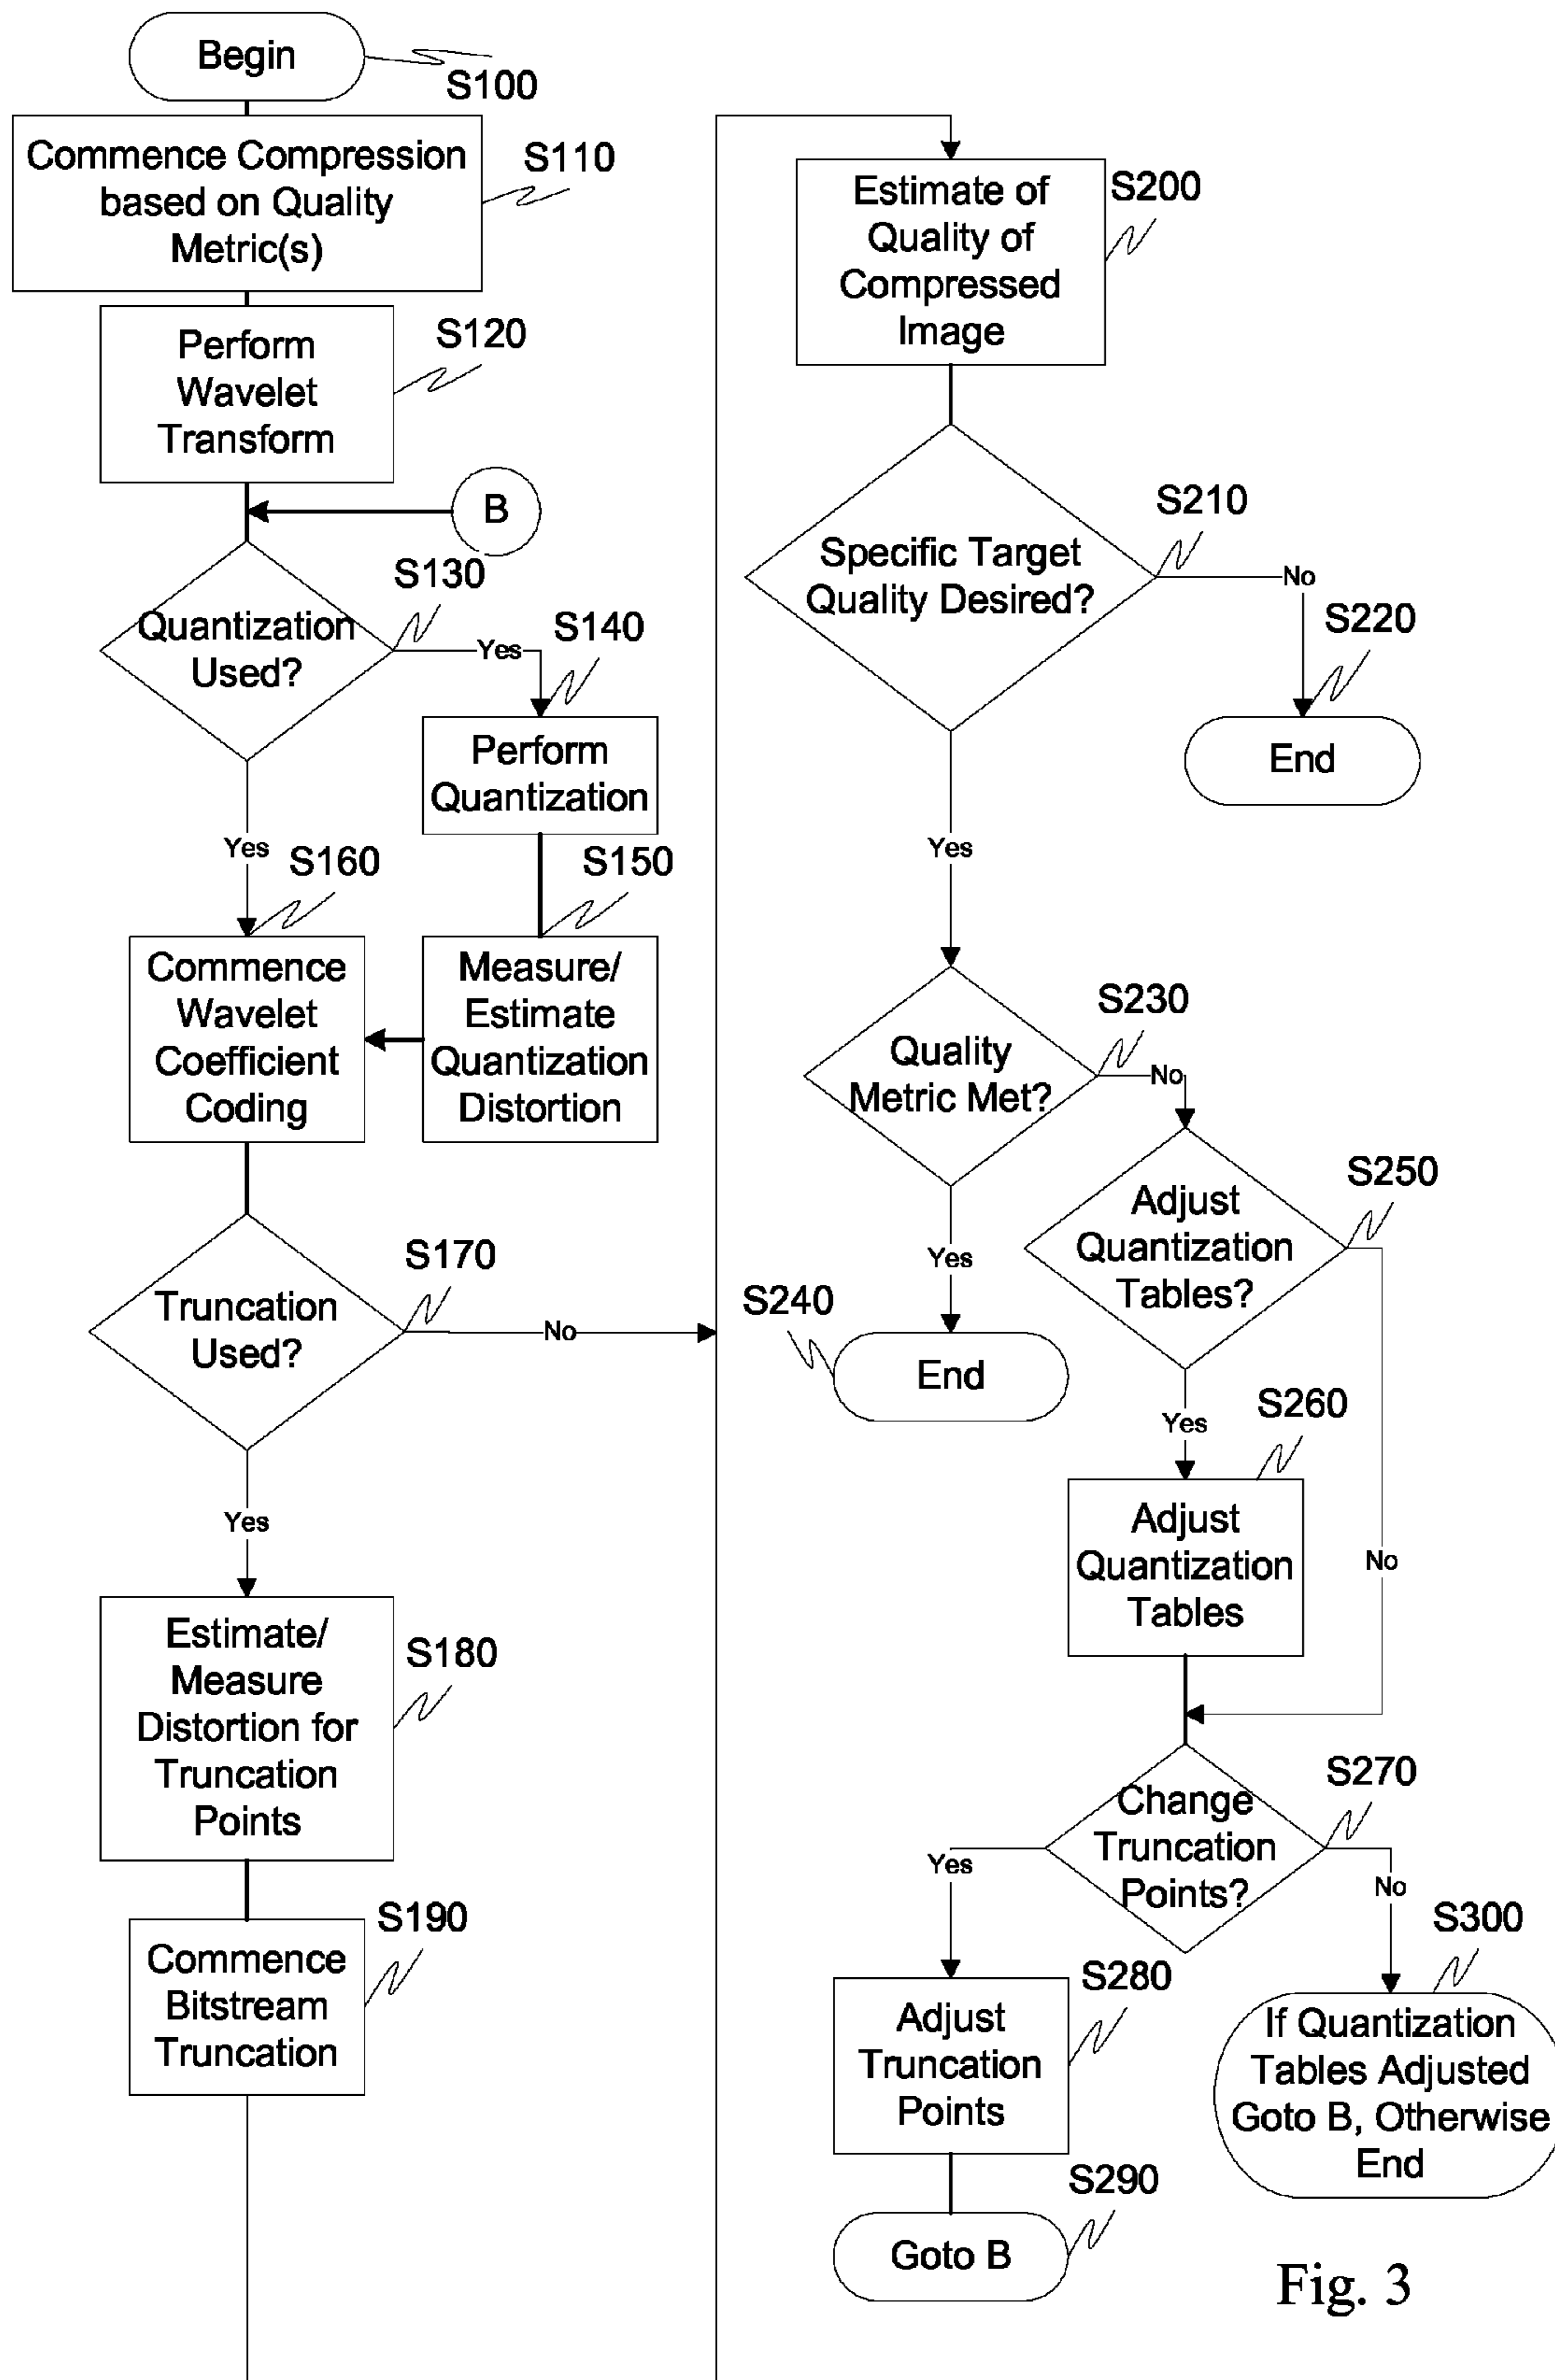 Begin
S100
Commence Compression
based on Quality
Metric(s)
S110
Perform
Wavelet
Transform
S120
B
Quantization
Used?
S130
Yes
S140
Perform
Quantization
Yes
S160
S150
Commence
Wavelet
Coefficient
Coding
Measure/
Estimate
Quantization
Distortion
Truncation
Used?
S170
No
Yes
Estimate/
Measure
Distortion for
Truncation
Points
S180
Commence
Bitstream
Truncation
S190
Estimate of
Quality of
Compressed
Image
S200
Specific Target
Quality Desired?
S210
No
S220
End
Yes
Quality
Metric Met?
S230
No
Yes
S240
End
Adjust
Quantization
Tables?
S250
Yes
S260
Adjust
Quantization
Tables
No
Change
Truncation
Points?
S270
Yes
No
S280
Adjust
Truncation
Points
S300
If Quantization
Tables Adjusted
Goto B, Otherwise
End
S290
Goto B
Fig. 3